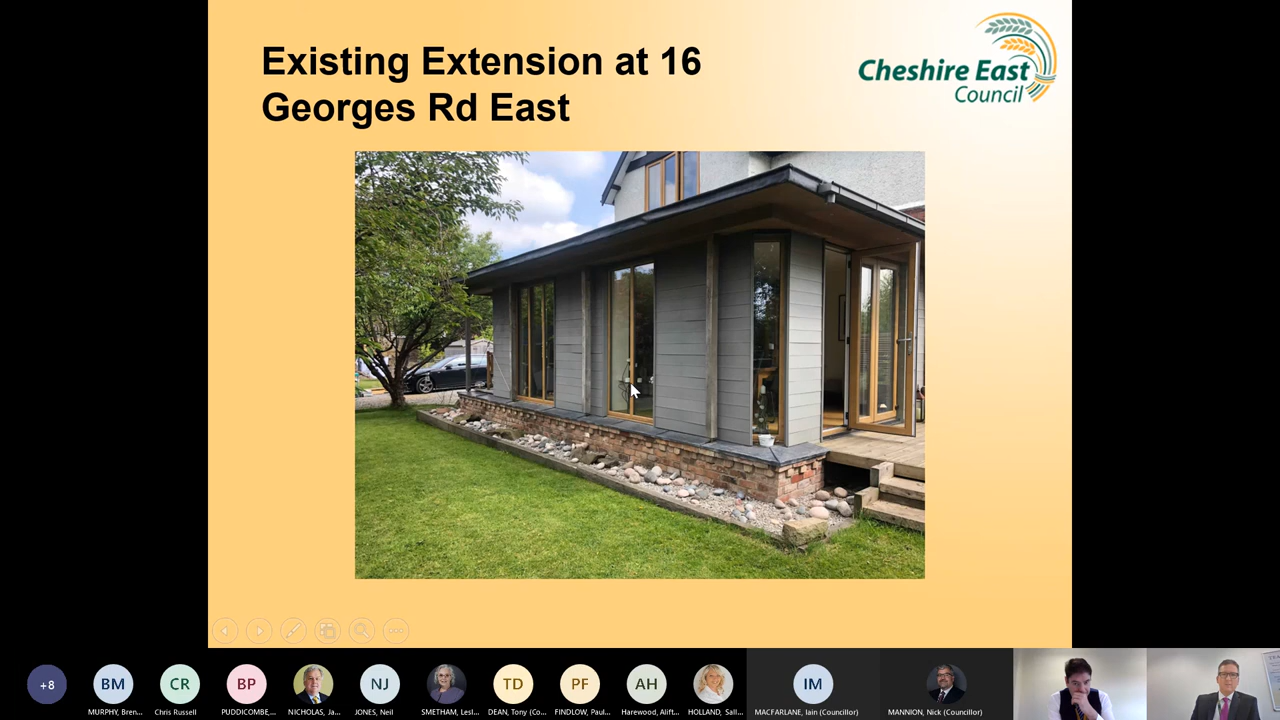 Existing Extension at 16
Georges Rd East
Cheshire East
Council
+8
BM
CR
PB
NJ
TD
PF
AH
IM
MURPHY, Bren...
Chris Russell
PUDDICOMBE,...
NICHOLAS, Ja...
JONES, Neil
SMETHAM, Lesl...
DEAN, Tony (Co...
FINDLOW, Paul...
Harewood, Alift...
HOLLAND, Sall...
MACFARLANE, Iain (Councillor)
MANNION, Nick (Councillor)